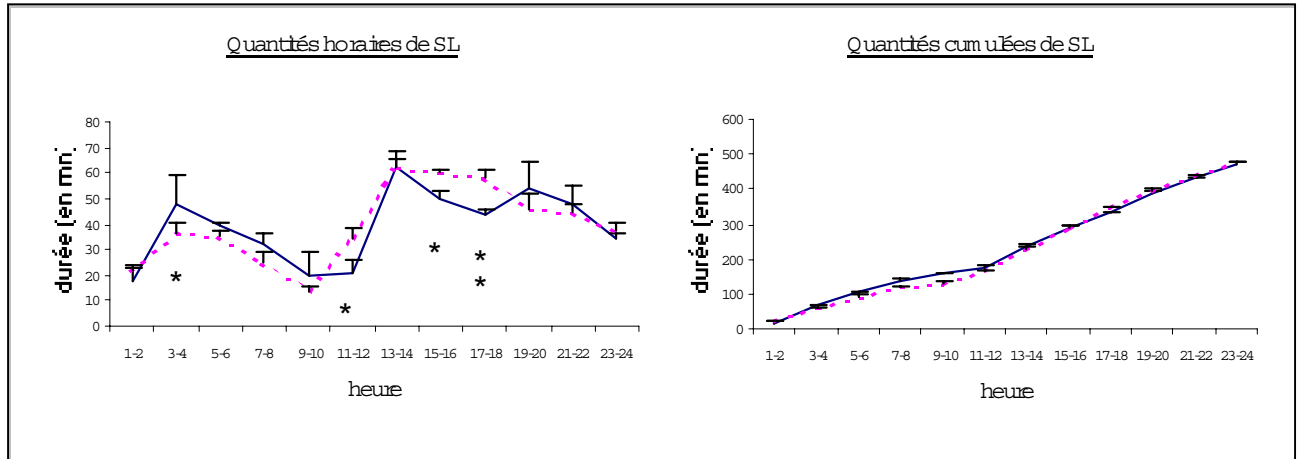 Quantités horaires de SL
80
70
60
50
40
30
20
10
0
durée (en mn)
*
*
*
*
*
1-2 3-4 5-6 7-8 9-10 11-12 13-14 15-16 17-18 19-20 21-22 23-24
heure
Quantités cumulées de SL
600
500
400
300
200
100
0
durée (en mn)
1-2 3-4 5-6 7-8 9-10 11-12 13-14 15-16 17-18 19-20 21-22 23-24
heure